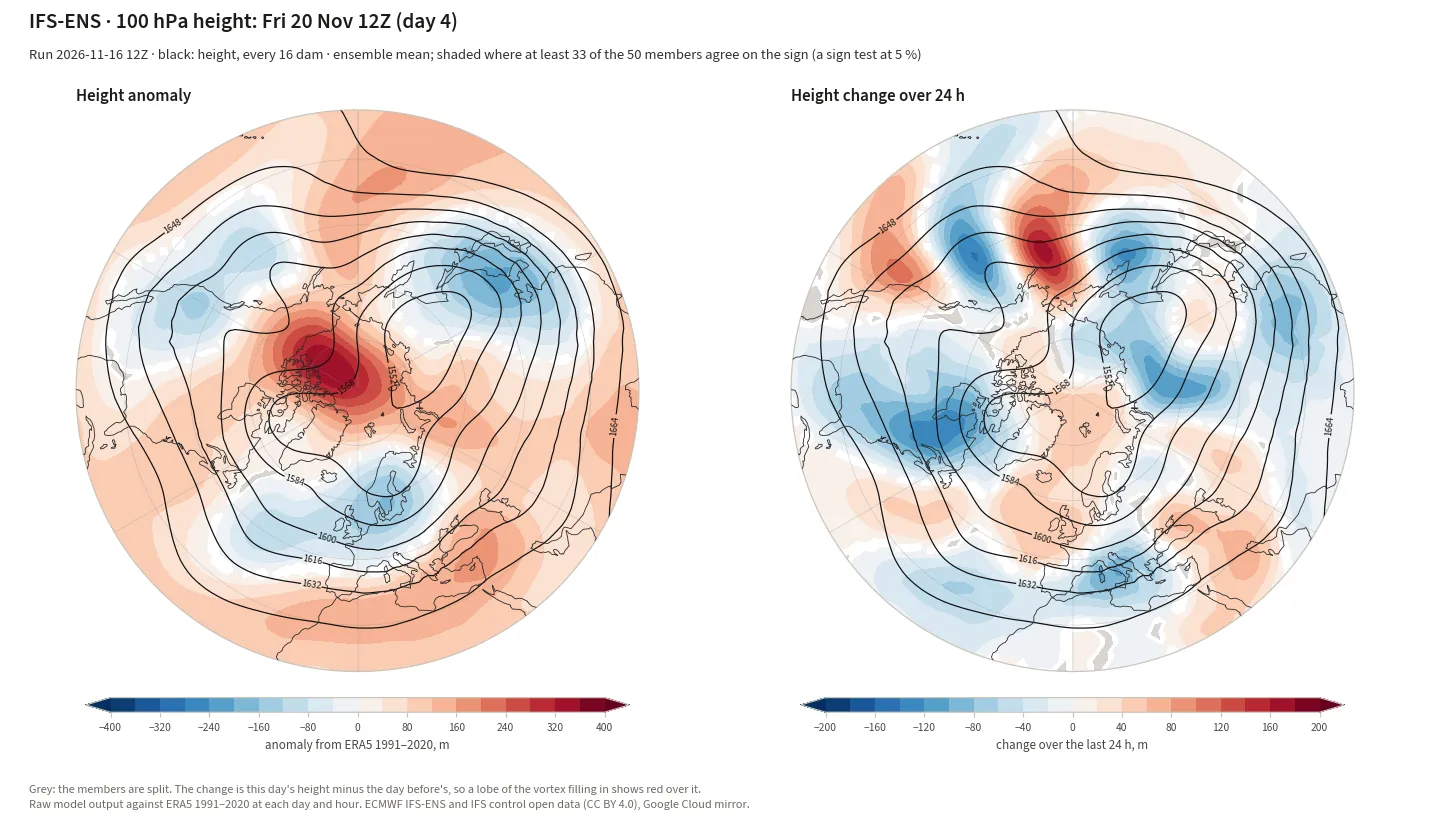 IFS-ENS · 100 hPa height: Fri 20 Nov 12Z (day 4)
Run 2026-11-16 12Z · black: height, every 16 dam · ensemble mean; shaded where at least 33 of the 50 members agree on the sign (a sign test at 5 %)
Height anomaly
Height change over 24 h
1648
1648
1568
1552
1568
1552
1664
1664
1584
1584
1600
1600
1616
1616
1632
1632
−400 −320 −240 −160 −80 0 80 160 240 320 400
−200 −160 −120 −80 −40 0 40 80 120 160 200
anomaly from ERA5 1991–2020, m
change over the last 24 h, m
Grey: the members are split. The change is this day's height minus the day before's, so a lobe of the vortex filling in shows red over it.
Raw model output against ERA5 1991–2020 at each day and hour. ECMWF IFS-ENS and IFS control open data (CC BY 4.0), Google Cloud mirror.